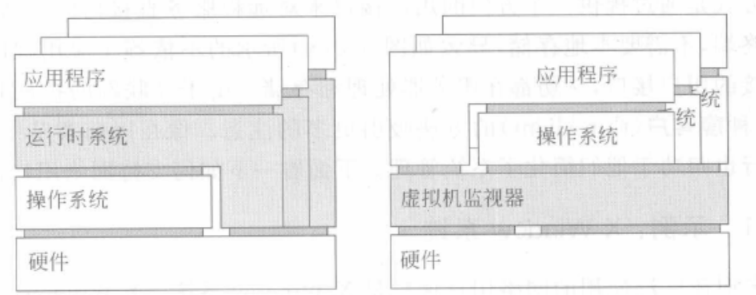 应用程序
运行时系统
操作系统
硬件
应用程序
统
统
操作系统
虚拟机监视器
硬件